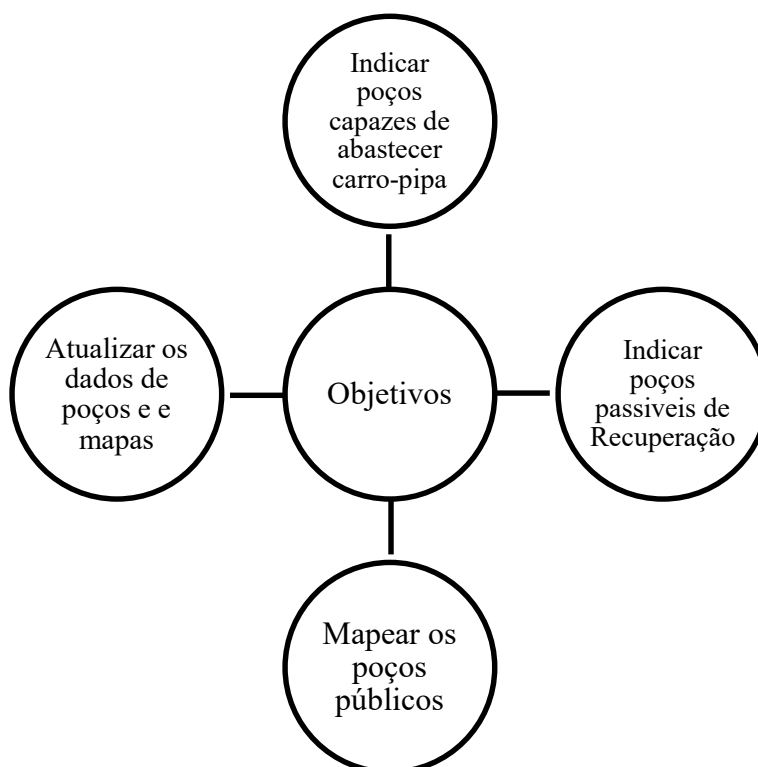 Indicar
poços
capazes de
abastecer
carro-pipa
Atualizar os
dados de
poços e e
mapas
Objetivos
Indicar
poços
passiveis de
Recuperação
Mapear os
poços
públicos